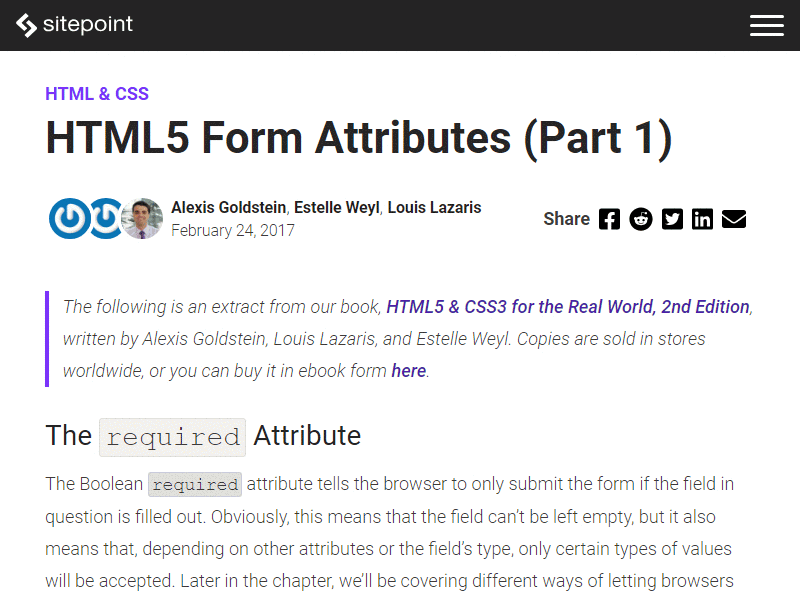 sitepoint
HTML & CSS
HTML5 Form Attributes (Part 1)
Alexis Goldstein, Estelle Weyl, Louis Lazaris
February 24, 2017
Share
The following is an extract from our book, HTML5 & CSS3 for the Real World, 2nd Edition,
written by Alexis Goldstein, Louis Lazaris, and Estelle Weyl. Copies are sold in stores
worldwide, or you can buy it in ebook form here.
The required Attribute
The Boolean required attribute tells the browser to only submit the form if the field in
question is filled out. Obviously, this means that the field can’t be left empty, but it also
means that, depending on other attributes or the field’s type, only certain types of values
will be accepted. Later in the chapter, we’ll be covering different ways of letting browsers